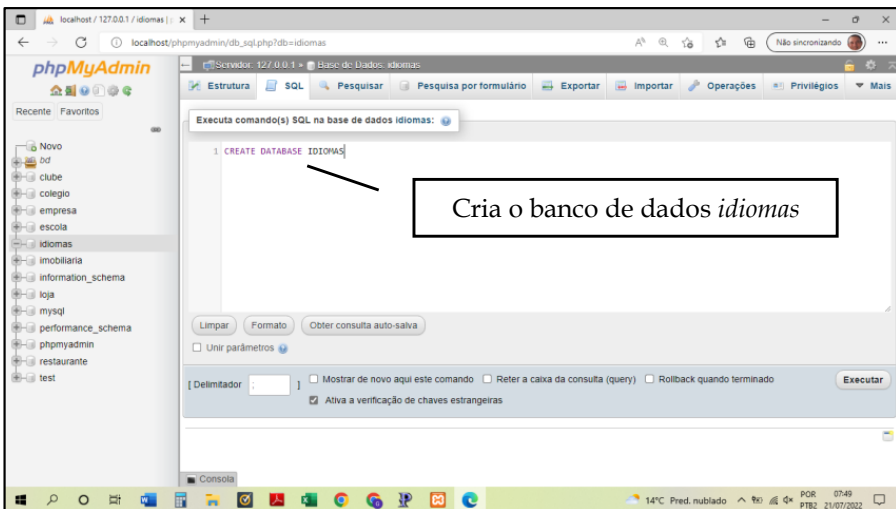 localhost / 127.0.0.1 / idiomas | p
localhost/phpmyadmin/db_sql.php?db=idiomas
Não sincronizando
phpMyAdmin
Recente Favoritos
Novo
bd
clube
colegio
empresa
escola
idiomas
imobiliaria
information_schema
loja
mysql
performance_schema
phpmyadmin
restaurante
test
Servidor: 127.0.0.1 » Base de Dados: idiomas
Estrutura SQL Pesquisar Pesquisa por formulário Exportar Importar Operações Privilégios Mais
Executa comando(s) SQL na base de dados idiomas:
1 CREATE DATABASE IDIOMAS
Cria o banco de dados idiomas
Limpar Formato Obter consulta auto-salva
Unir parâmetros
[ Delimitador ; ] Mostrar de novo aqui este comando Reter a caixa da consulta (query) Rollback quando terminado Executar
Ativa a verificação de chaves estrangeiras
Consola
14°C Pred. nublado
POR 07:49
PTB2 21/07/2022